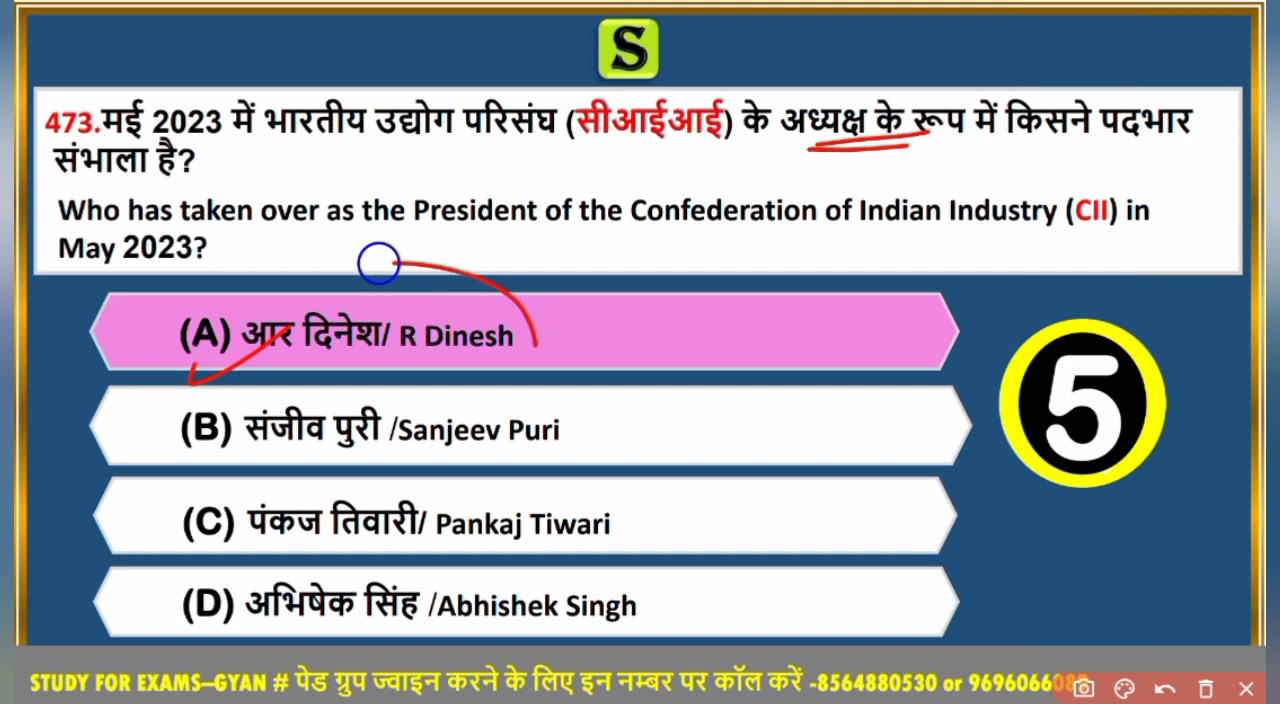 S
473.मई 2023 में भारतीय उद्योग परिसंघ (सीआईआई) के अध्यक्ष के रूप में किसने पदभार
संभाला है?
Who has taken over as the President of the Confederation of Indian Industry (CII) in
May 2023?
(A) आर दिनेश/ R Dinesh
(B) संजीव पुरी /Sanjeev Puri
(C) पंकज तिवारी/ Pankaj Tiwari
(D) अभिषेक सिंह /Abhishek Singh
5
STUDY FOR EXAMS–GYAN # पेड ग्रुप ज्वाइन करने के लिए इन नम्बर पर कॉल करें -8564880530 or